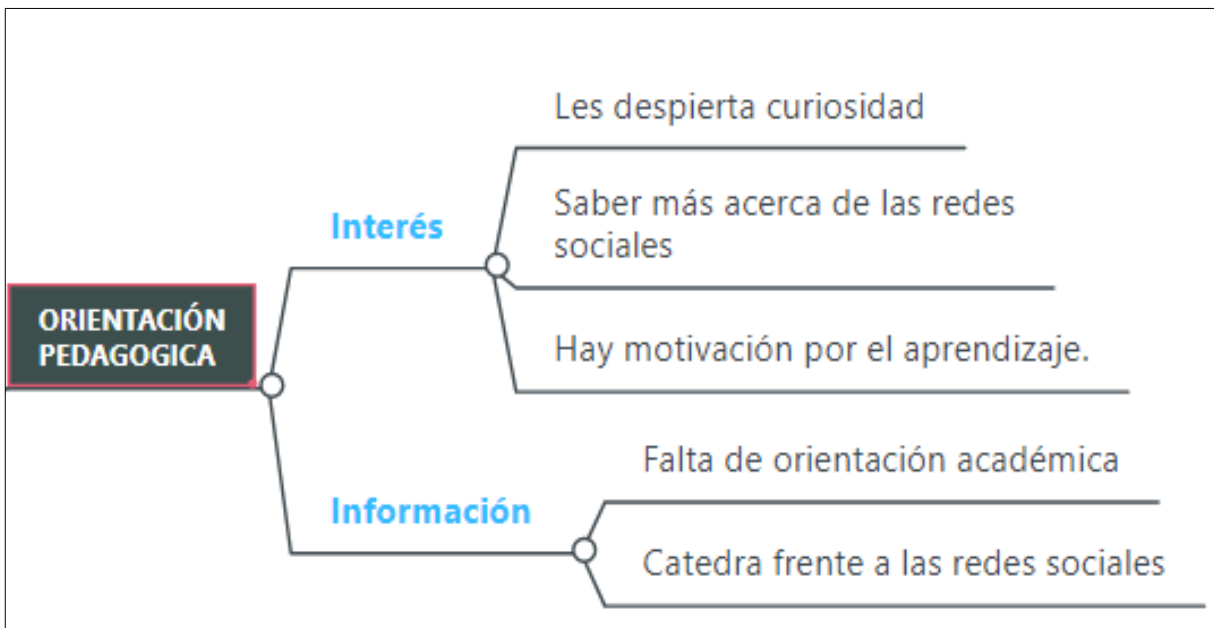 ORIENTACIÓN
PEDAGOGICA
Interés
Les despierta curiosidad
Saber más acerca de las redes
sociales
Hay motivación por el aprendizaje.
Información
Falta de orientación académica
Catedra frente a las redes sociales